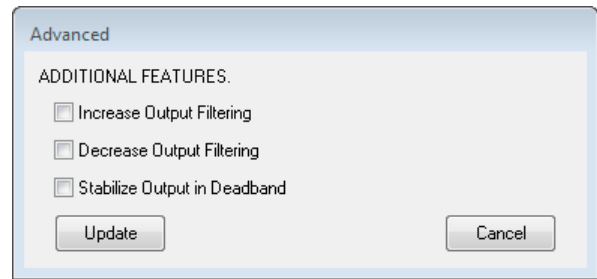 Advanced
ADDITIONAL FEATURES.
Increase Output Filtering
Decrease Output Filtering
Stabilize Output in Deadband
Update Cancel